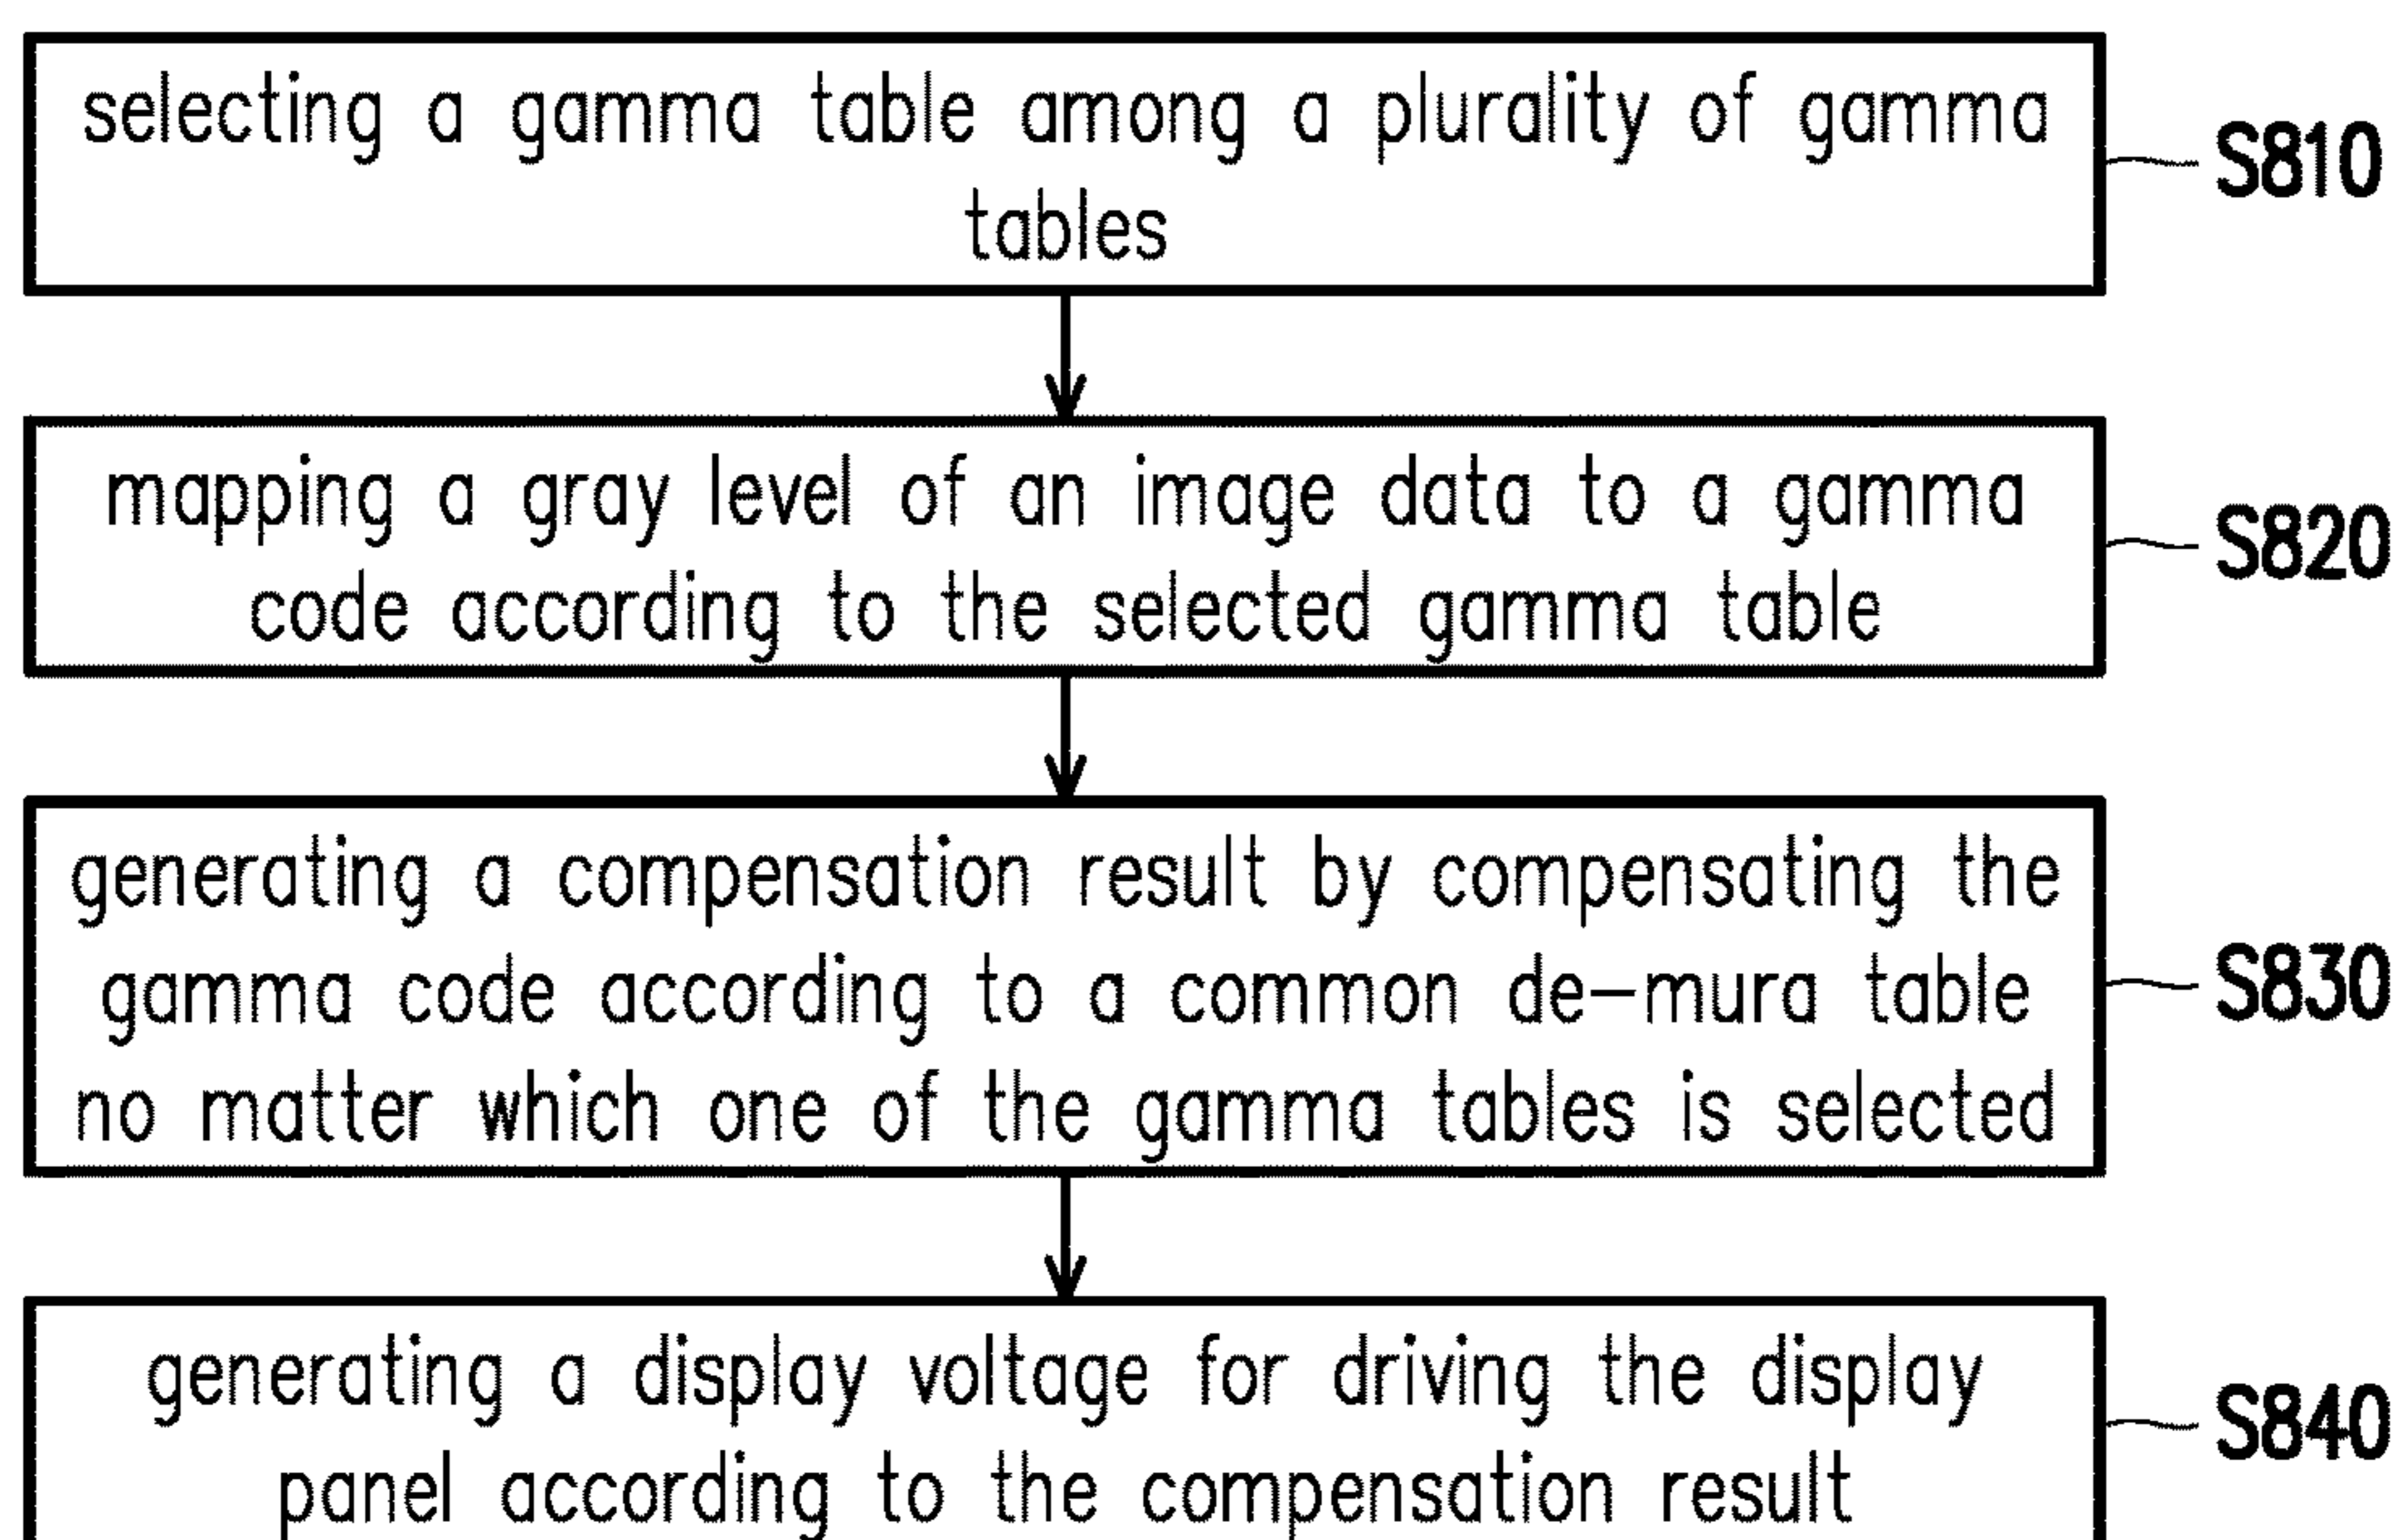 selecting a gamma table among a plurality of gamma
tables
S810
mapping a gray level of an image data to a gamma
code according to the selected gamma table
S820
generating a compensation result by compensating the
gamma code according to a common de-mura table
no matter which one of the gamma tables is selected
S830
generating a display voltage for driving the display
panel according to the compensation result
S840